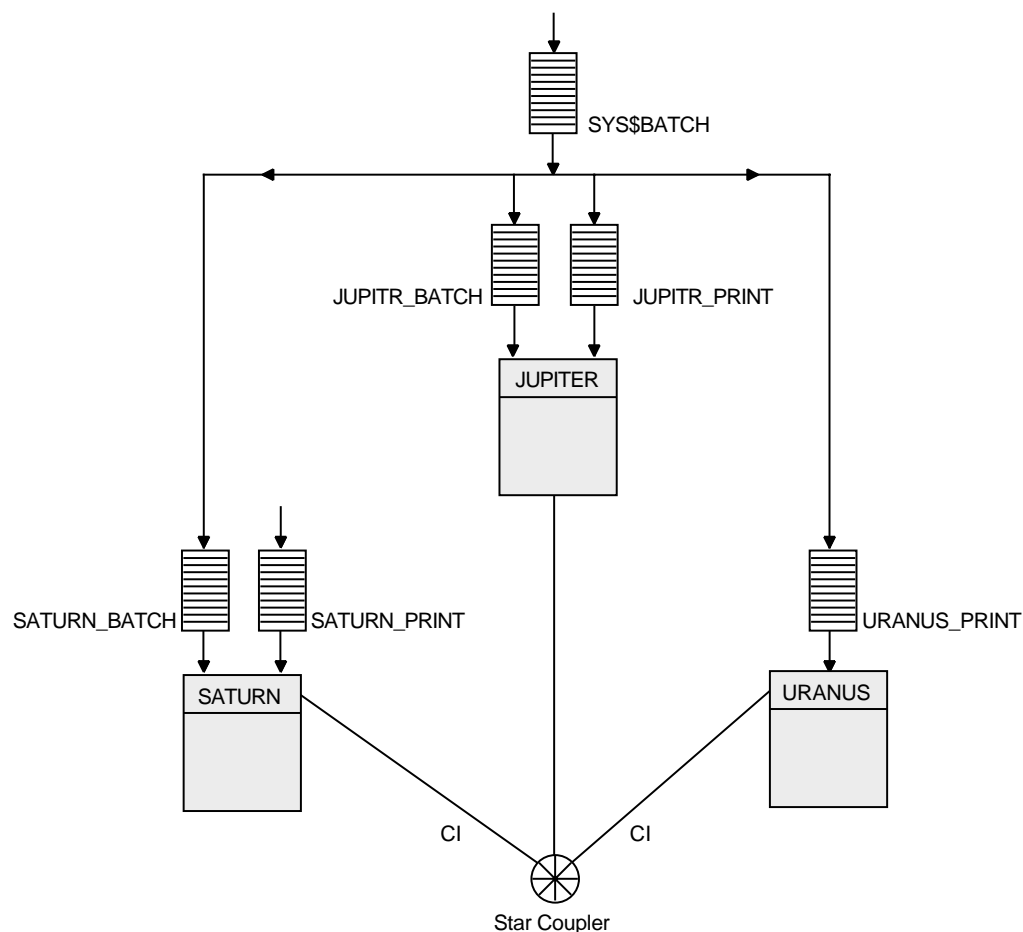 SYS$BATCH
JUPITR_BATCH
JUPITR_PRINT
JUPITER
SATURN_BATCH
SATURN_PRINT
URANUS_PRINT
SATURN
URANUS
CI
CI
Star Coupler